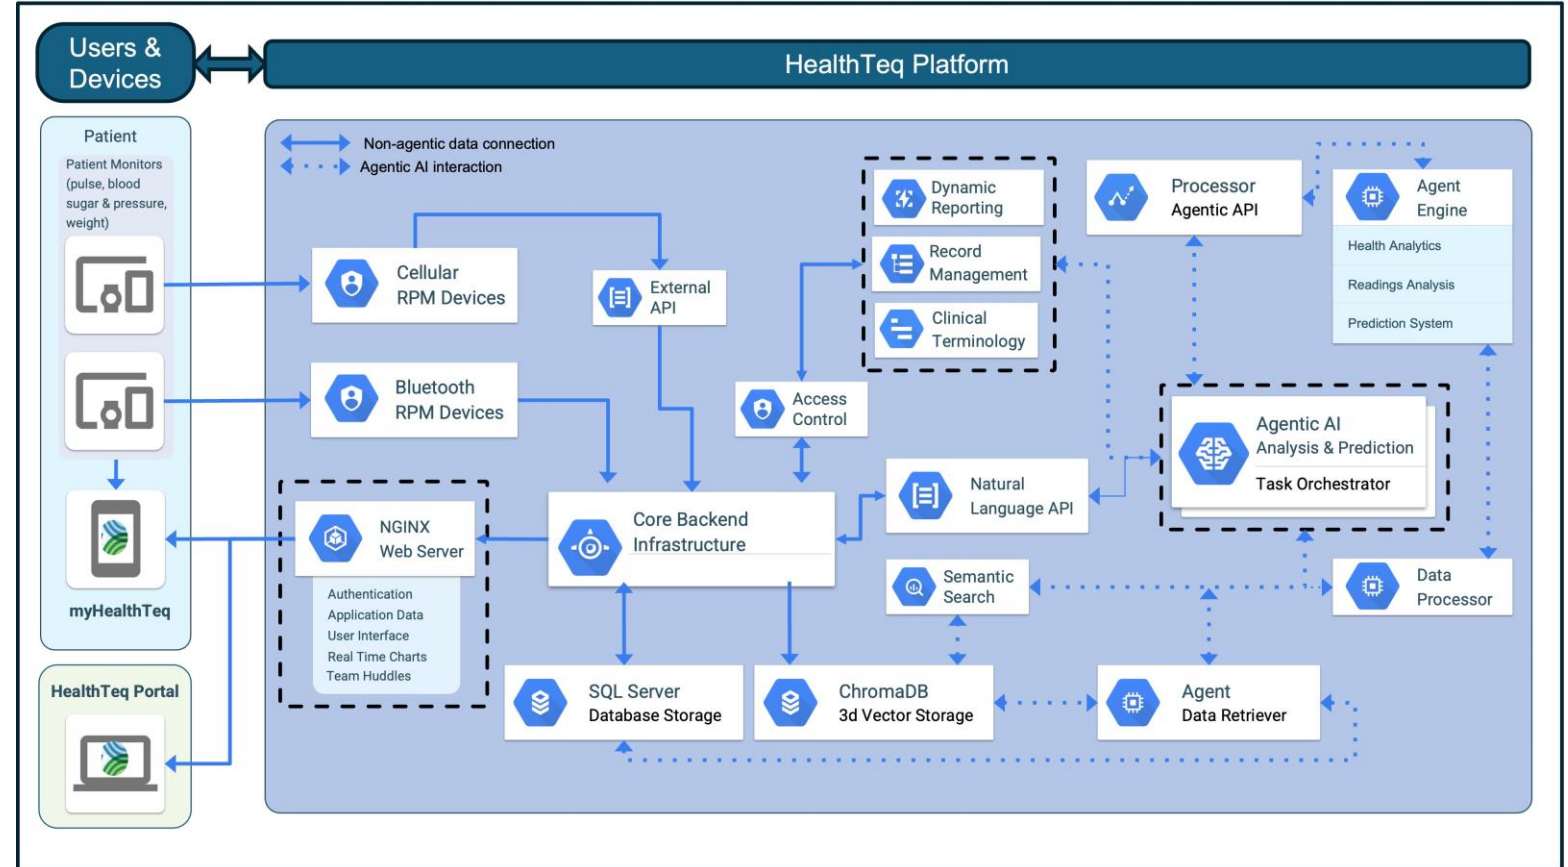 Users &
Devices
HealthTeq Platform
Patient
Patient Monitors
(pulse, blood
sugar & pressure,
weight)
myHealthTeq
HealthTeq Portal
Non-agentic data connection
Agentic AI interaction
Cellular
RPM Devices
External
API
Bluetooth
RPM Devices
Dynamic
Reporting
Record
Management
Clinical
Terminology
Access
Control
Processor
Agentic API
Agent
Engine
Health Analytics
Readings Analysis
Prediction System
Agentic AI
Analysis & Prediction
Task Orchestrator
Natural
Language API
NGINX
Web Server
Authentication
Application Data
User Interface
Real Time Charts
Team Huddles
Core Backend
Infrastructure
Semantic
Search
Data
Processor
SQL Server
Database Storage
ChromaDB
3d Vector Storage
Agent
Data Retriever